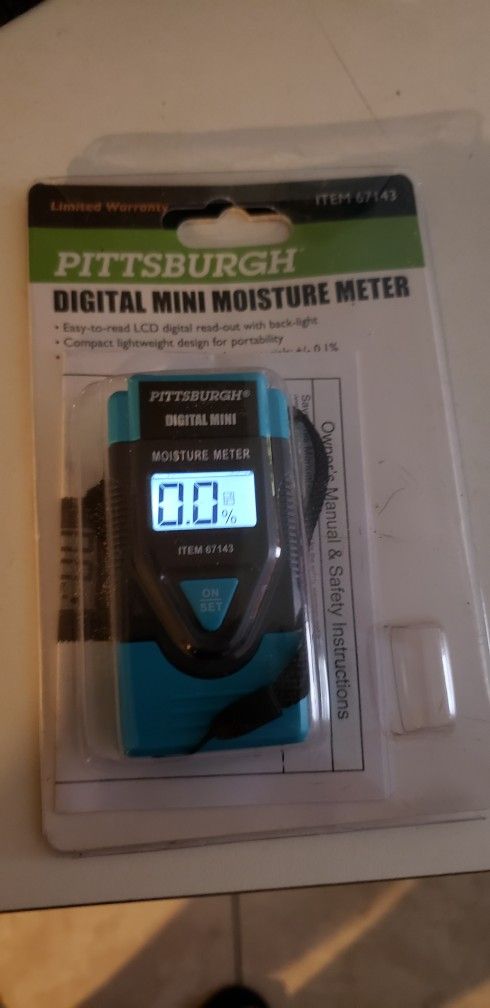 Limited Warranty
ITEM 67143
PITTSBURGH
DIGITAL MINI MOISTURE METER
• Easy-to-read LCD digital read-out with back-light
• Compact lightweight design for portability
+/- 0.1%
PITTSBURGH®
DIGITAL MINI
MOISTURE METER
0.0 %
ITEM 67143
ON
SET
Owner's Manual & Safety Instructions